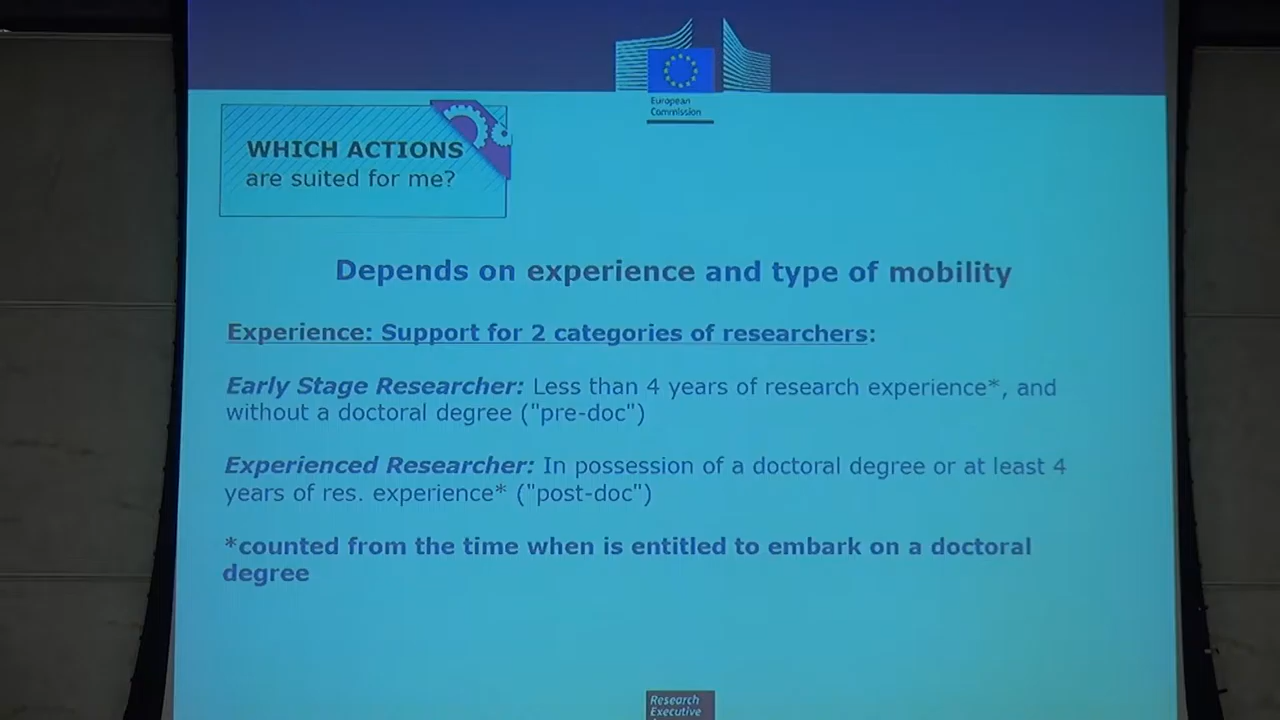 European
Commission
WHICH ACTIONS
are suited for me?
Depends on experience and type of mobility
Experience: Support for 2 categories of researchers:
Early Stage Researcher: Less than 4 years of research experience*, and
without a doctoral degree ("pre-doc")
Experienced Researcher: In possession of a doctoral degree or at least 4
years of res. experience* ("post-doc")
*counted from the time when is entitled to embark on a doctoral
degree
Research
Executive